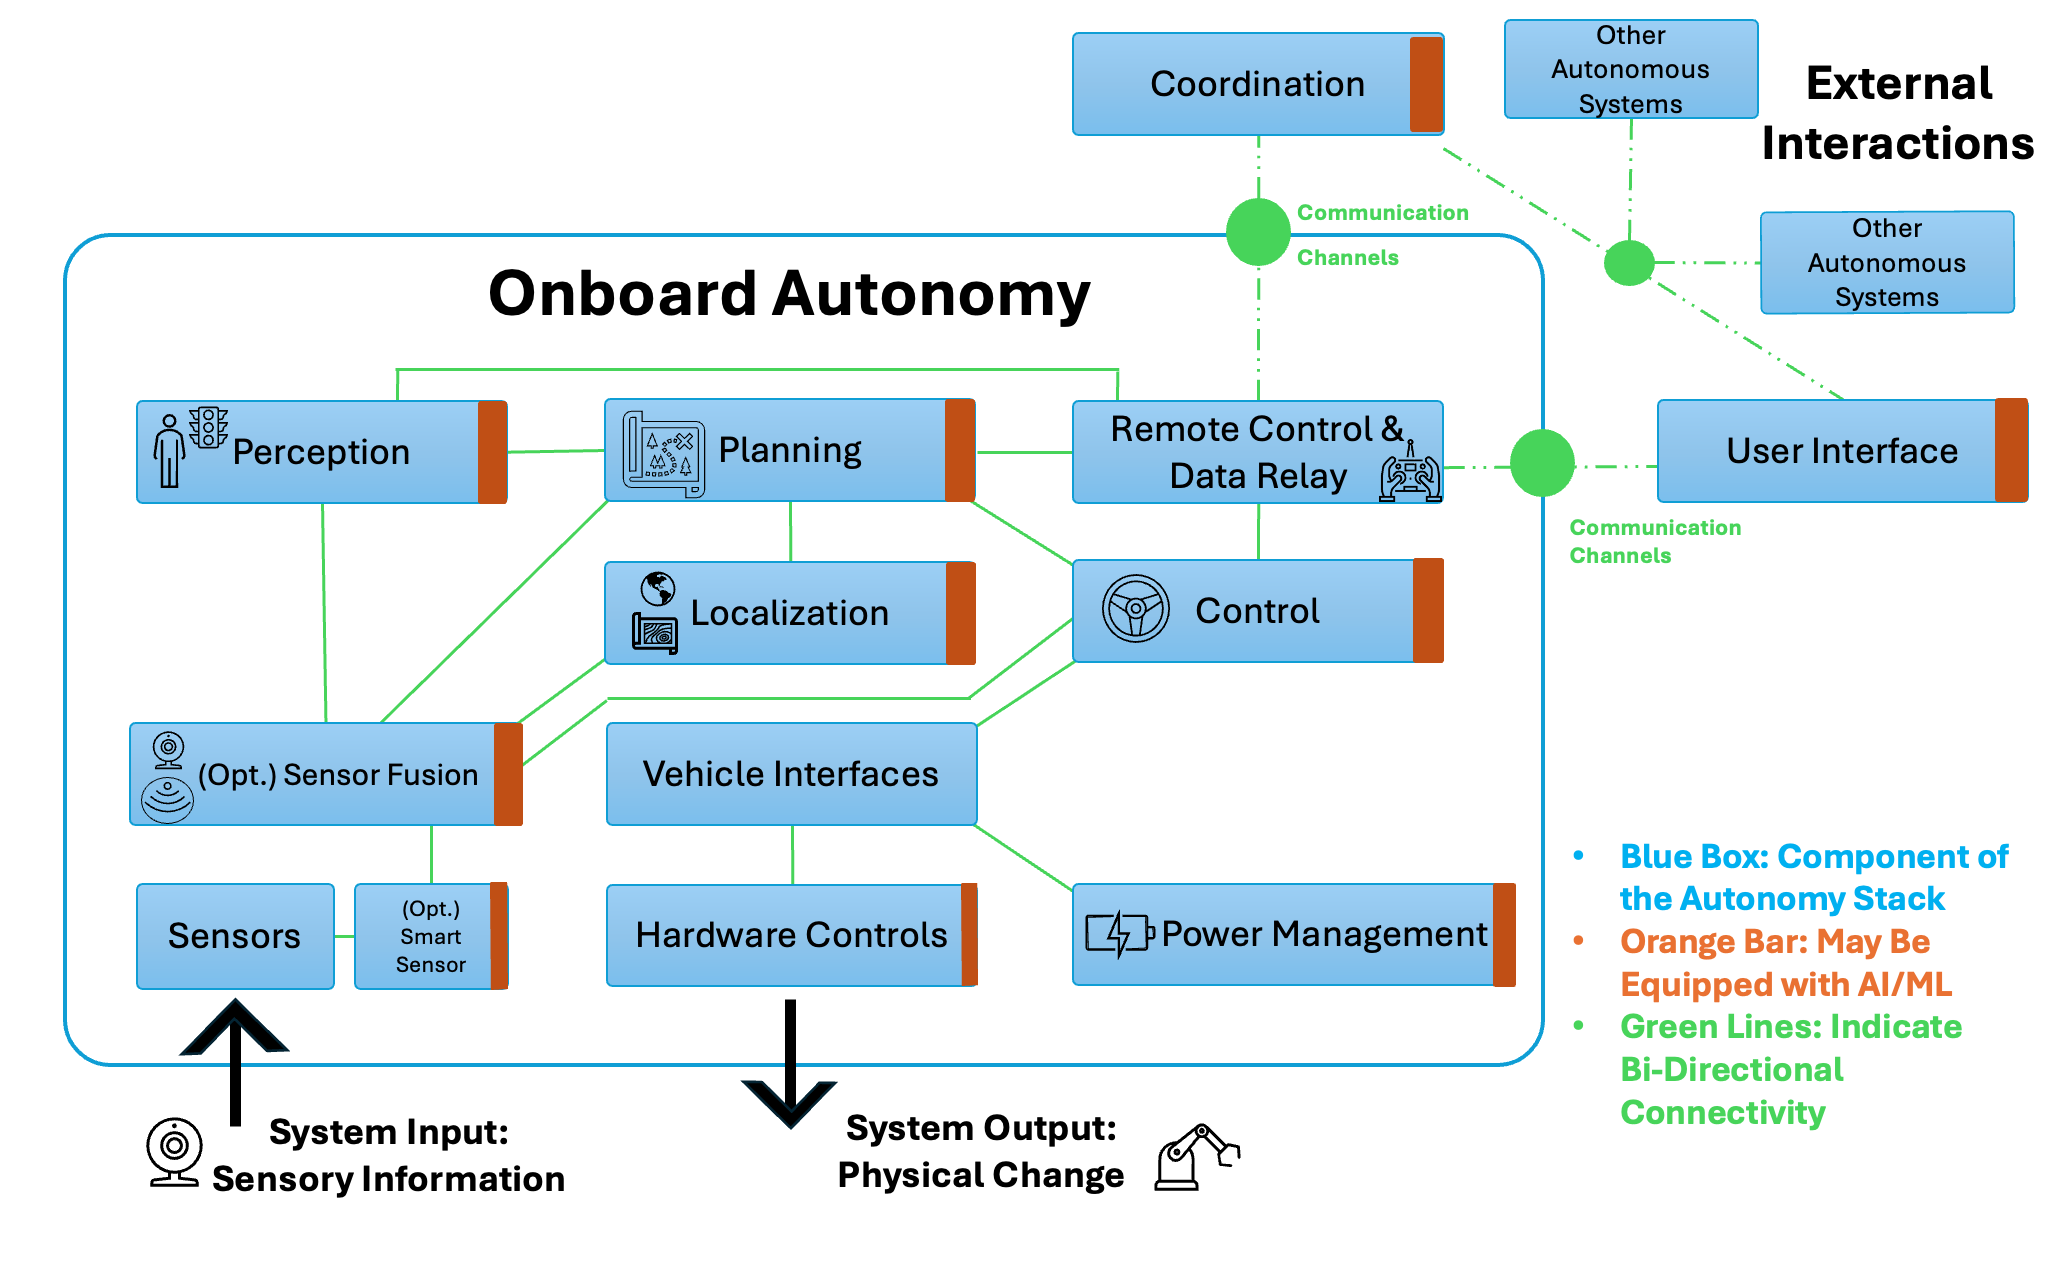 Coordination
Other
Autonomous
Systems
External
Interactions
Communication
Channels
Other
Autonomous
Systems
Onboard Autonomy
Perception
Planning
Remote Control &
Data Relay
User Interface
Communication
Channels
Localization
Control
(Opt.) Sensor Fusion
Vehicle Interfaces
Sensors
(Opt.)
Smart
Sensor
Hardware Controls
Power Management
• Blue Box: Component of
the Autonomy Stack
• Orange Bar: May Be
Equipped with AI/ML
• Green Lines: Indicate
Bi-Directional
Connectivity
System Input:
Sensory Information
System Output:
Physical Change